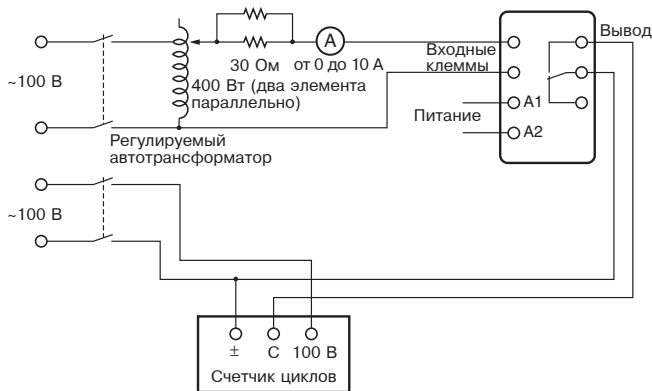 A
Вывод
Входные
клеммы
30 Ом
от 0 до 10 А
~100 В
400 Вт (два элемента
параллельно)
A1
Питание
A2
Регулируемый
автотрансформатор
~100 В
± C 100 В
Счетчик циклов